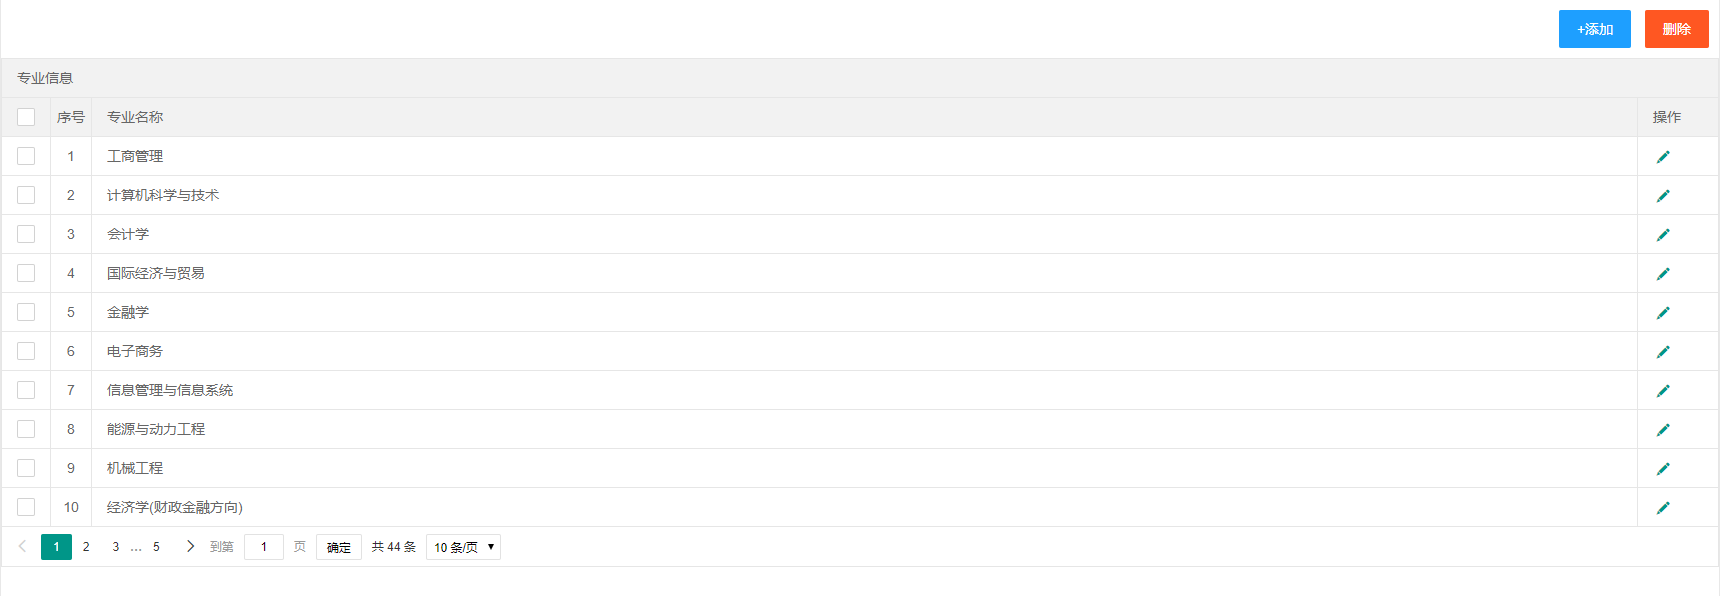 +添加 删除
专业信息
序号 专业名称 操作
1 工商管理
2 计算机科学与技术
3 会计学
4 国际经济与贸易
5 金融学
6 电子商务
7 信息管理与信息系统
8 能源与动力工程
9 机械工程
10 经济学(财政金融方向)
1 2 3 … 5 到第 1 页 确定 共 44 条 10 条/页